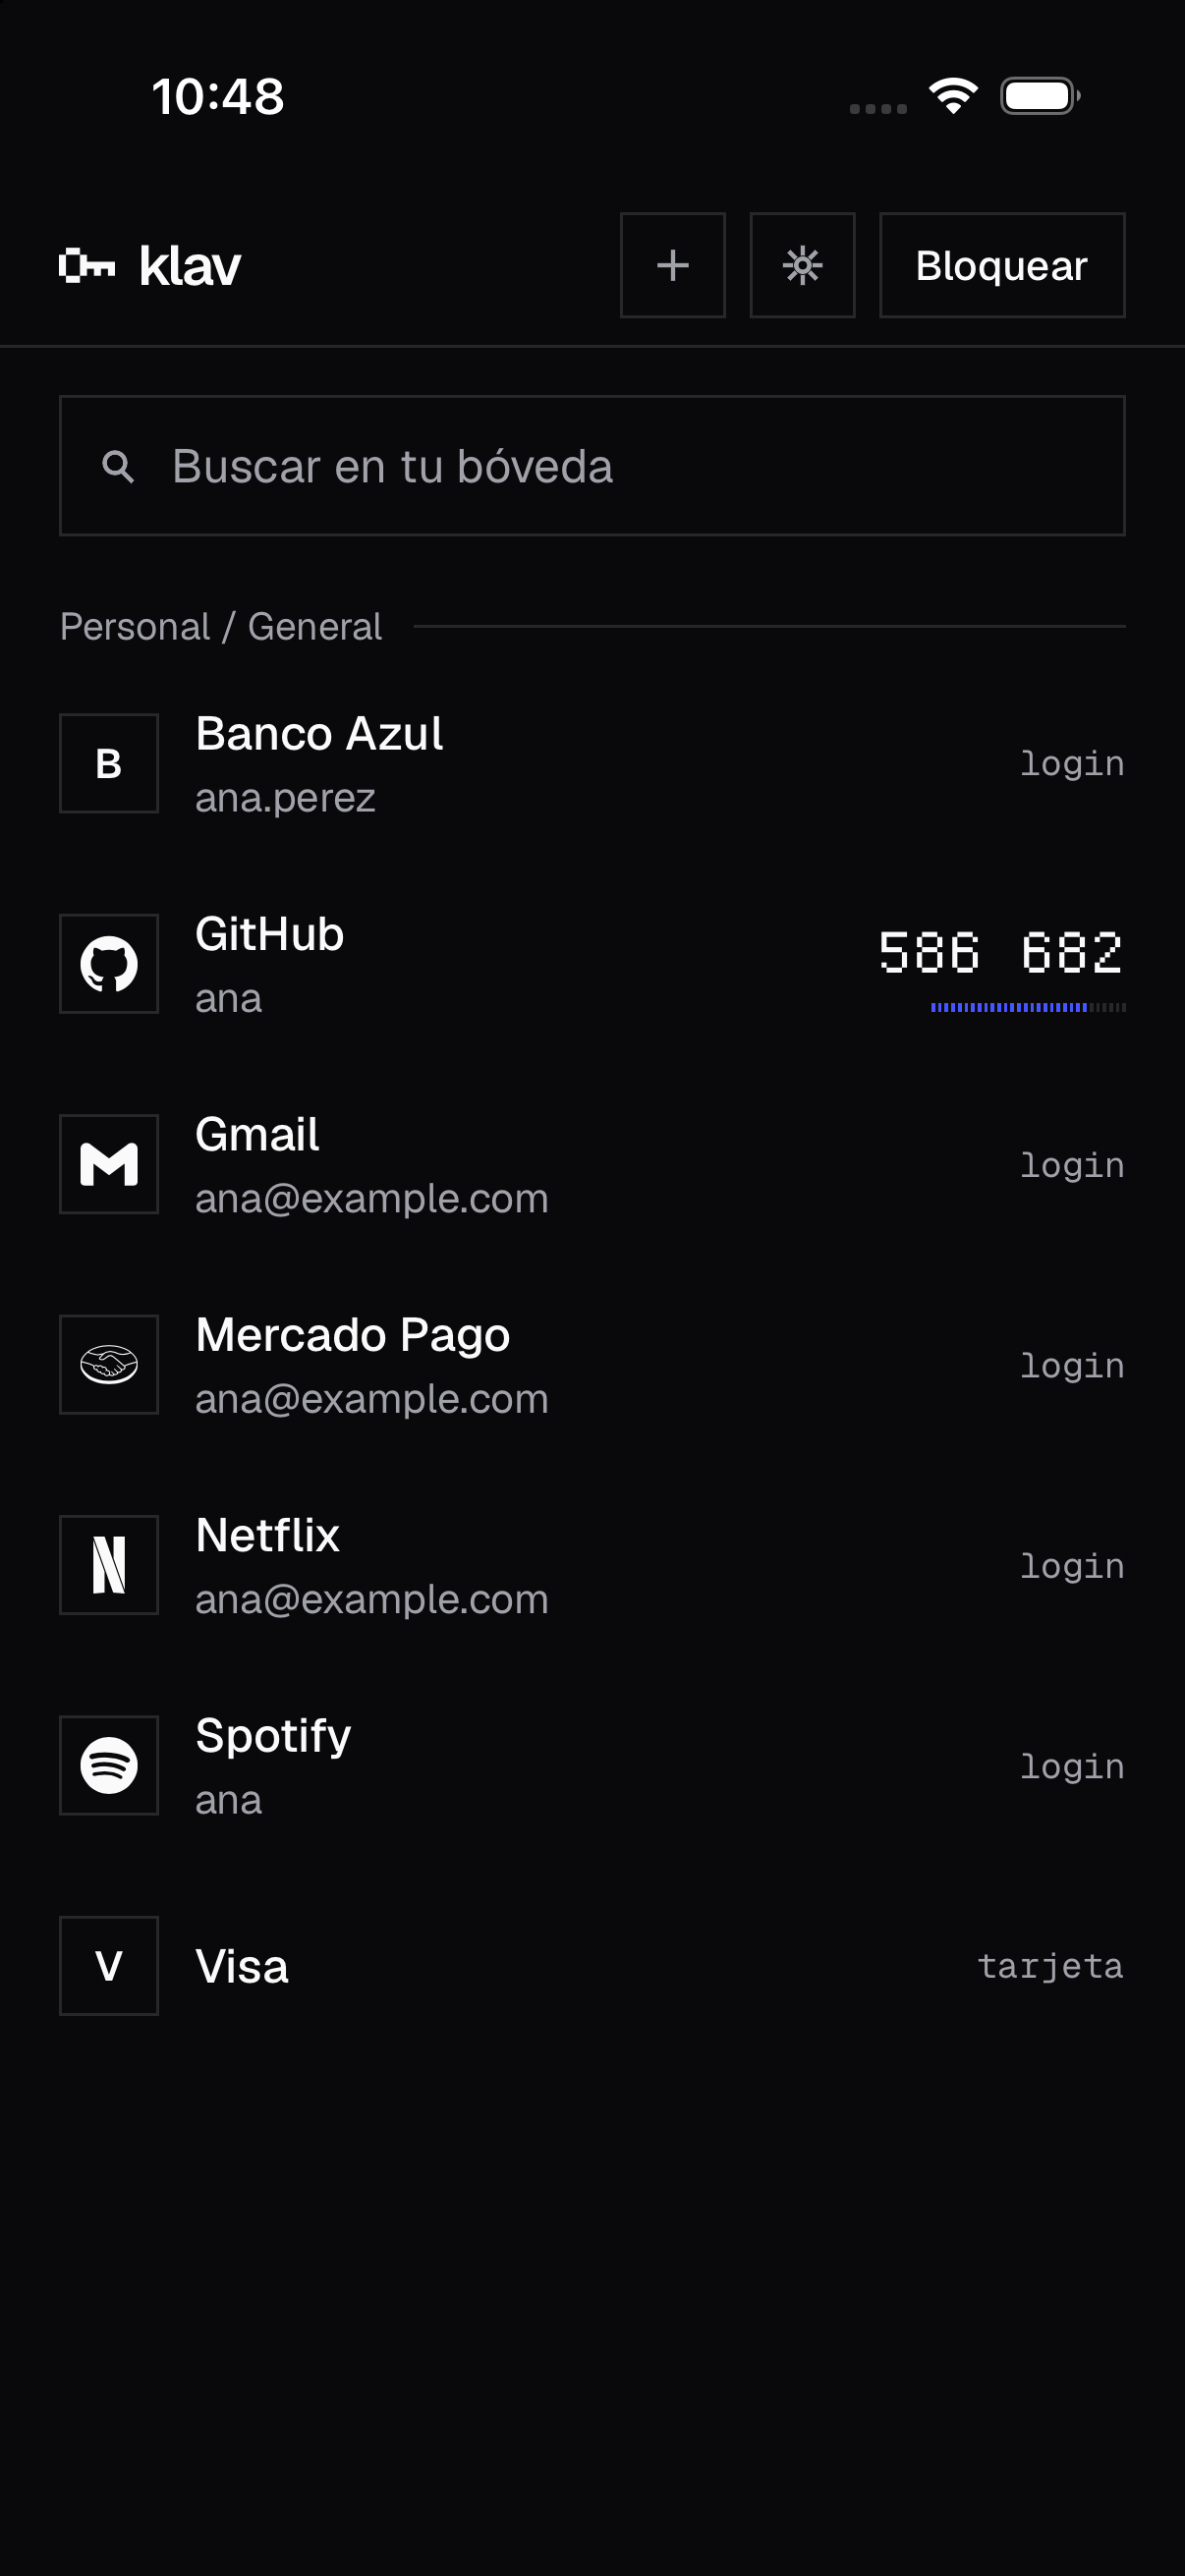 10:48
klav
Bloquear
Buscar en tu bóveda
Personal / General
B
Banco Azul
ana.perez
login
GitHub
ana
586 682
Gmail
ana@example.com
login
Mercado Pago
ana@example.com
login
Netflix
ana@example.com
login
Spotify
ana
login
V
Visa
tarjeta